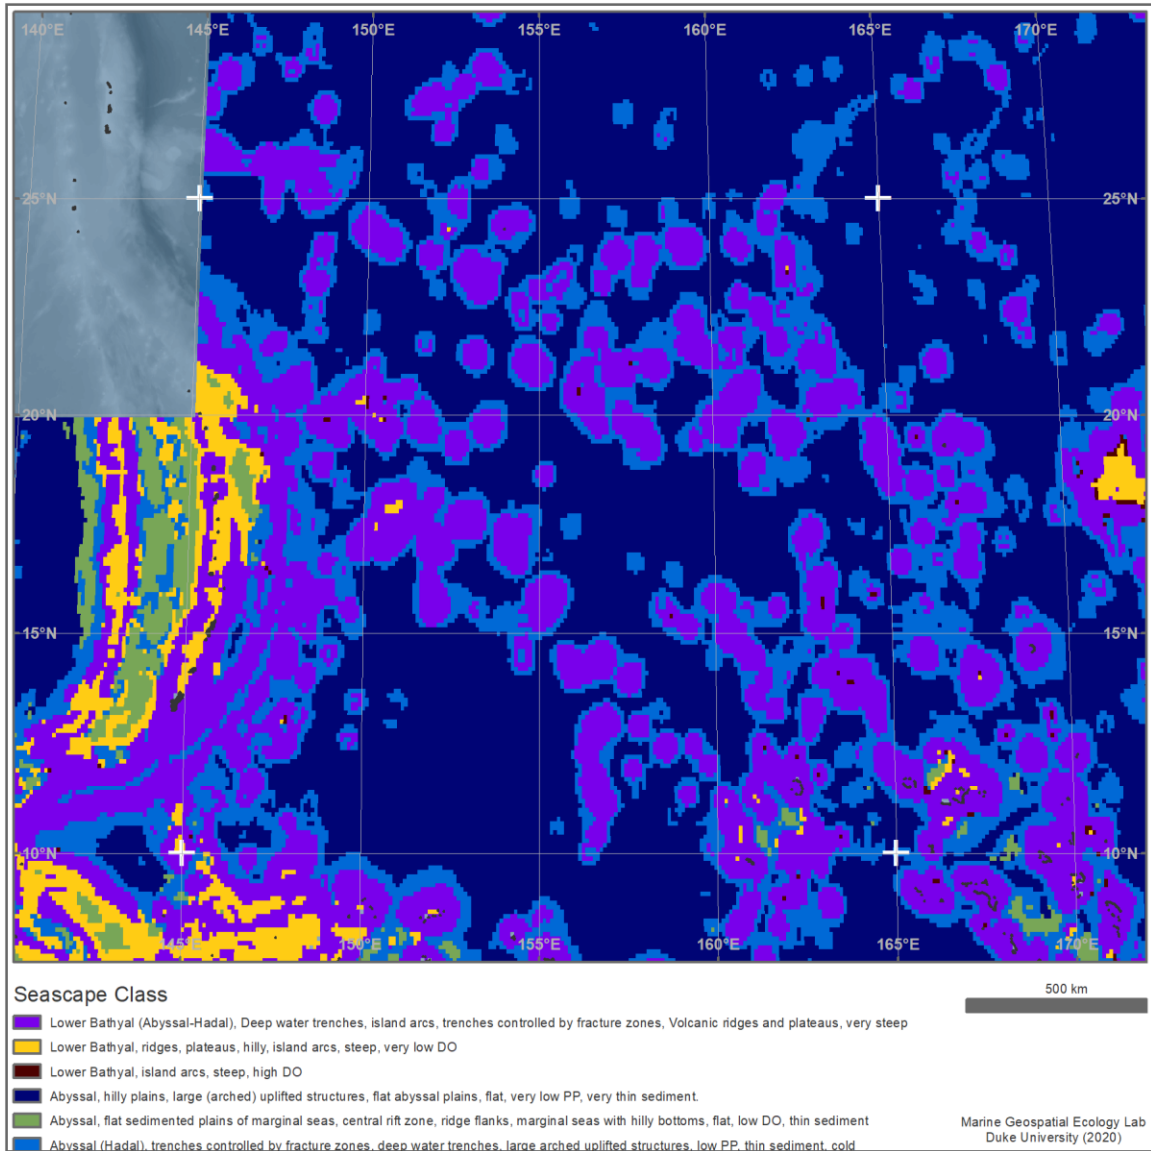 140°E 145°E 150°E 155°E 160°E 165°E 170°E
25°N 25°N
20°N 20°N
15°N 15°N
10°N 10°N
145°E 150°E 155°E 160°E 165°E 170°E
Seascape Class
500 km
Lower Bathyal (Abyssal-Hadal), Deep water trenches, island arcs, trenches controlled by fracture zones, Volcanic ridges and plateaus, very steep
Lower Bathyal, ridges, plateaus, hilly, island arcs, steep, very low DO
Lower Bathyal, island arcs, steep, high DO
Abyssal, hilly plains, large (arched) uplifted structures, flat abyssal plains, flat, very low PP, very thin sediment.
Abyssal, flat sedimented plains of marginal seas, central rift zone, ridge flanks, marginal seas with hilly bottoms, flat, low DO, thin sediment
Abyssal (Hadal), trenches controlled by fracture zones, deep water trenches, large arched uplifted structures, low PP, thin sediment, cold
Marine Geospatial Ecology Lab
Duke University (2020)